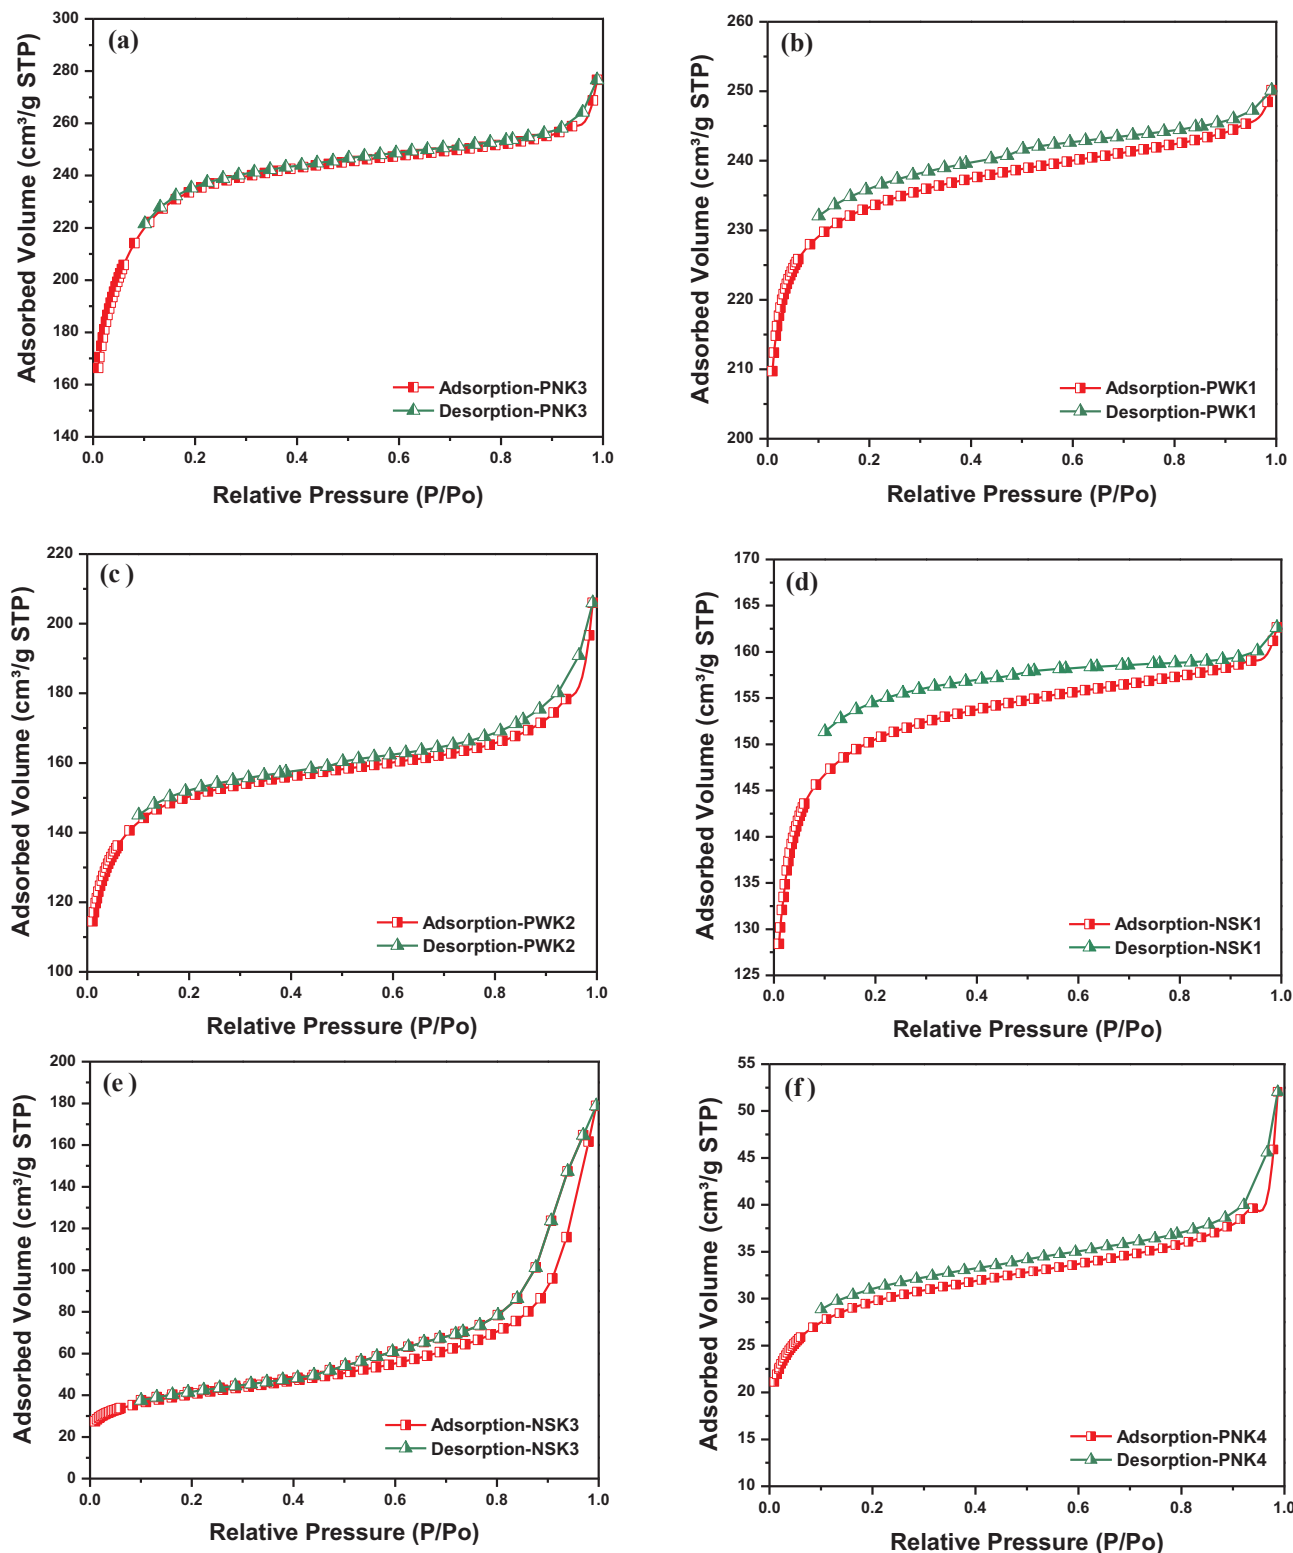 (a)
300
280
260
240
220
200
180
160
140
0.0 0.2 0.4 0.6 0.8 1.0
Adsorbed Volume (cm³/g STP)
Relative Pressure (P/Po)
Adsorption-PNK3
Desorption-PNK3
(b)
260
250
240
230
220
210
200
0.0 0.2 0.4 0.6 0.8 1.0
Adsorbed Volume (cm³/g STP)
Relative Pressure (P/Po)
Adsorption-PWK1
Desorption-PWK1
(c )
220
200
180
160
140
120
100
0.0 0.2 0.4 0.6 0.8 1.0
Adsorbed Volume (cm³/g STP)
Relative Pressure (P/Po)
Adsorption-PWK2
Desorption-PWK2
(d)
170
165
160
155
150
145
140
135
130
125
0.0 0.2 0.4 0.6 0.8 1.0
Adsorbed Volume (cm³/g STP)
Relative Pressure (P/Po)
Adsorption-NSK1
Desorption-NSK1
(e )
200
180
160
140
120
100
80
60
40
20
0
0.0 0.2 0.4 0.6 0.8 1.0
Adsorbed Volume (cm³/g STP)
Relative Pressure (P/Po)
Adsorption-NSK3
Desorption-NSK3
(f )
55
50
45
40
35
30
25
20
15
10
0.0 0.2 0.4 0.6 0.8 1.0
Adsorbed Volume (cm³/g STP)
Relative Pressure (P/Po)
Adsorption-PNK4
Desorption-PNK4